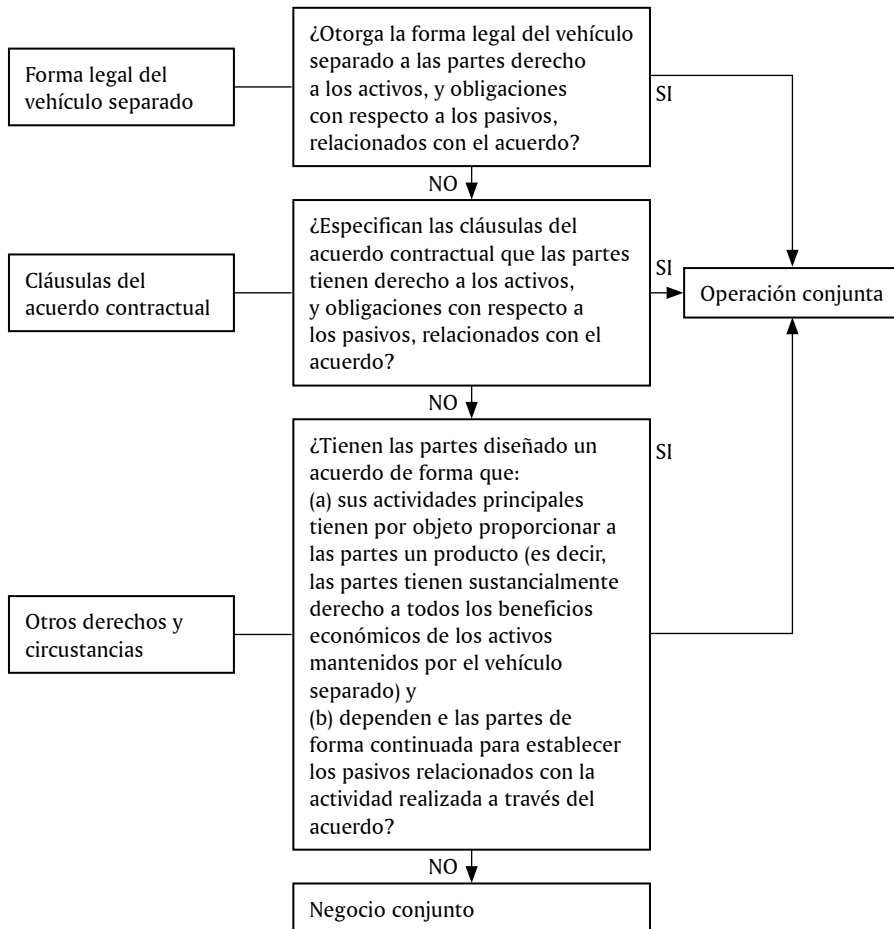 ¿Otorga la forma legal del vehículo
separado a las partes derecho
a los activos, y obligaciones
con respecto a los pasivos,
relacionados con el acuerdo?
Forma legal del
vehículo separado
SI
NO
¿Especifican las cláusulas del
acuerdo contractual que las partes
tienen derecho a los activos,
y obligaciones con respecto a
los pasivos, relacionados con el
acuerdo?
Cláusulas del
acuerdo contractual
SI
Operación conjunta
NO
¿Tienen las partes diseñado un
acuerdo de forma que:
(a) sus actividades principales
tienen por objeto proporcionar a
las partes un producto (es decir,
las partes tienen sustancialmente
derecho a todos los beneficios
económicos de los activos
mantenidos por el vehículo
separado) y
(b) dependen e las partes de
forma continuada para establecer
los pasivos relacionados con la
actividad realizada a través del
acuerdo?
SI
Otros derechos y
circustancias
NO
Negocio conjunto